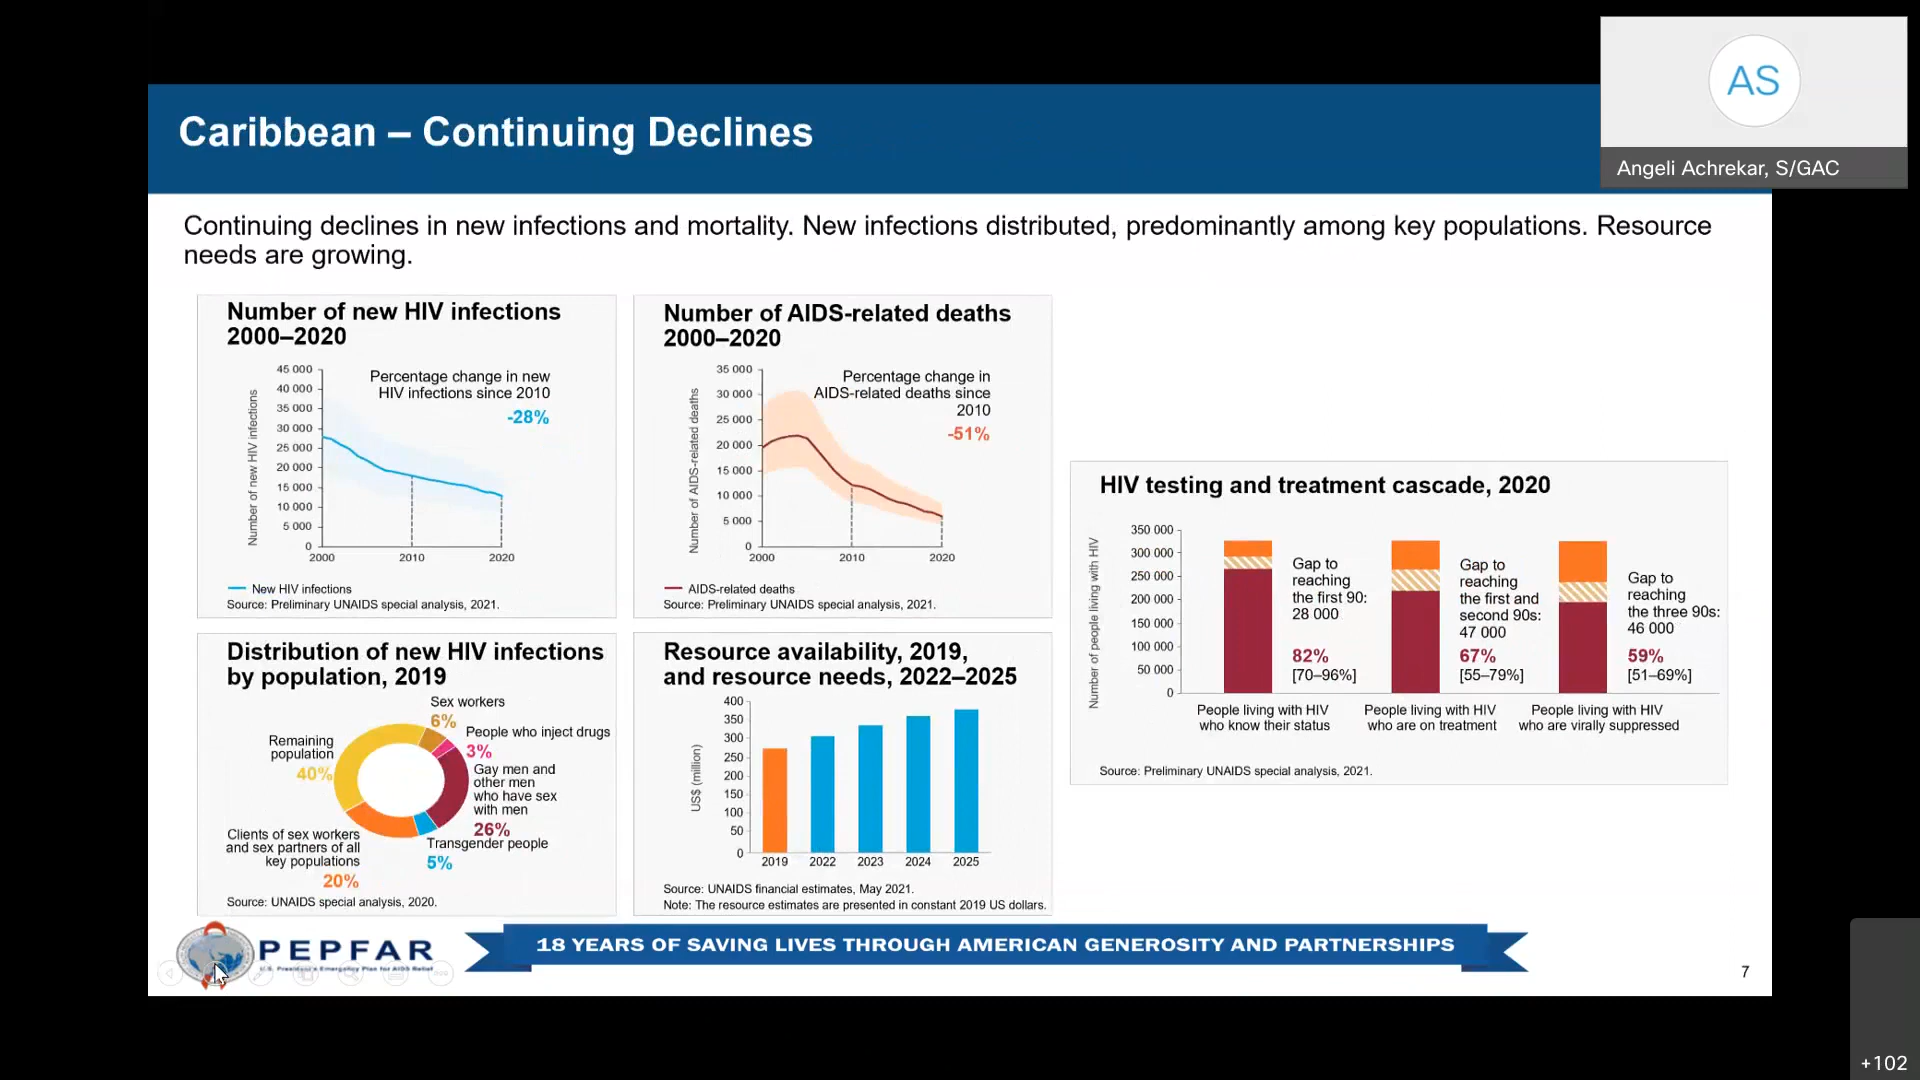 AS
Angeli Achrekar, S/GAC
Caribbean – Continuing Declines
Continuing declines in new infections and mortality. New infections distributed, predominantly among key populations. Resource
needs are growing.
Number of new HIV infections
2000–2020
Number of new HIV infections
45 000
40 000
35 000
30 000
25 000
20 000
15 000
10 000
5 000
0
2000
2010
2020
Percentage change in new
HIV infections since 2010
-28%
New HIV infections
Source: Preliminary UNAIDS special analysis, 2021.
Number of AIDS-related deaths
2000–2020
Number of AIDS-related deaths
35 000
30 000
25 000
20 000
15 000
10 000
5 000
0
2000
2010
2020
Percentage change in
AIDS-related deaths since
2010
-51%
AIDS-related deaths
Source: Preliminary UNAIDS special analysis, 2021.
HIV testing and treatment cascade, 2020
Number of people living with HIV
350 000
300 000
250 000
200 000
150 000
100 000
50 000
0
Gap to
reaching
the first 90:
28 000
82%
[70–96%]
Gap to
reaching
the first and
second 90s:
47 000
67%
[55–79%]
Gap to
reaching
the three 90s:
46 000
59%
[51–69%]
People living with HIV
who know their status
People living with HIV
who are on treatment
People living with HIV
who are virally suppressed
Source: Preliminary UNAIDS special analysis, 2021.
Distribution of new HIV infections
by population, 2019
Sex workers
6%
People who inject drugs
3%
Gay men and
other men
who have sex
with men
26%
Transgender people
5%
Clients of sex workers
and sex partners of all
key populations
20%
Remaining
population
40%
Source: UNAIDS special analysis, 2020.
Resource availability, 2019,
and resource needs, 2022–2025
US$ (million)
400
350
300
250
200
150
100
50
0
2019
2022
2023
2024
2025
Source: UNAIDS financial estimates, May 2021.
Note: The resource estimates are presented in constant 2019 US dollars.
PEPFAR
U.S. President's Emergency Plan for AIDS Relief
18 YEARS OF SAVING LIVES THROUGH AMERICAN GENEROSITY AND PARTNERSHIPS
7
+102